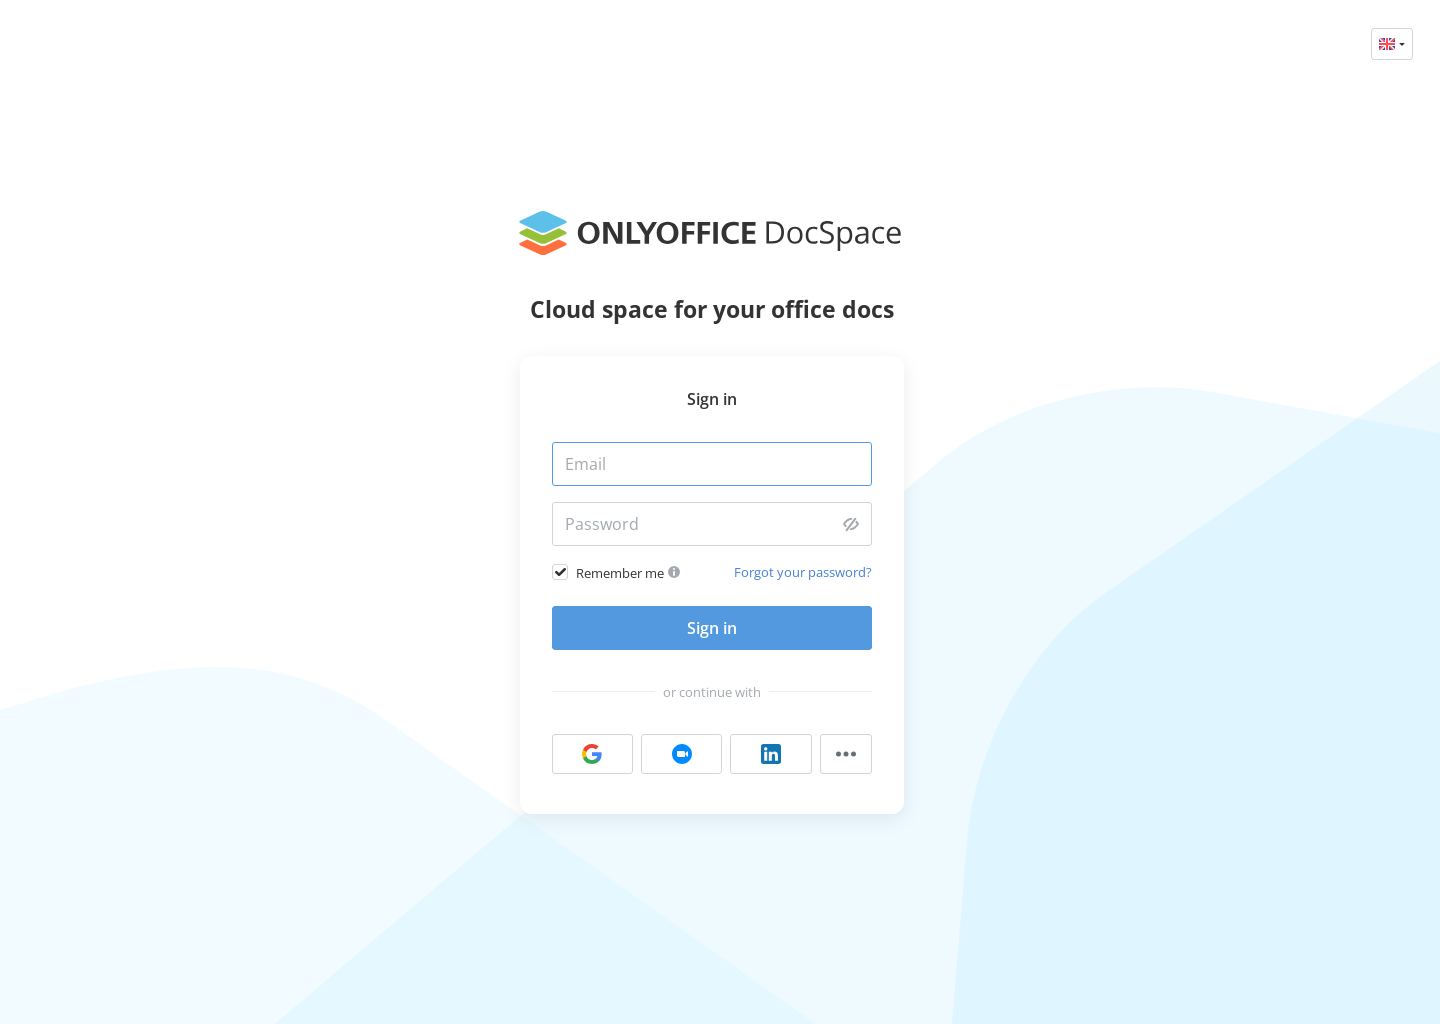 ONLYOFFICE DocSpace
Cloud space for your office docs
Sign in
Email
Password
Remember me
Forgot your password?
Sign in
or continue with
in